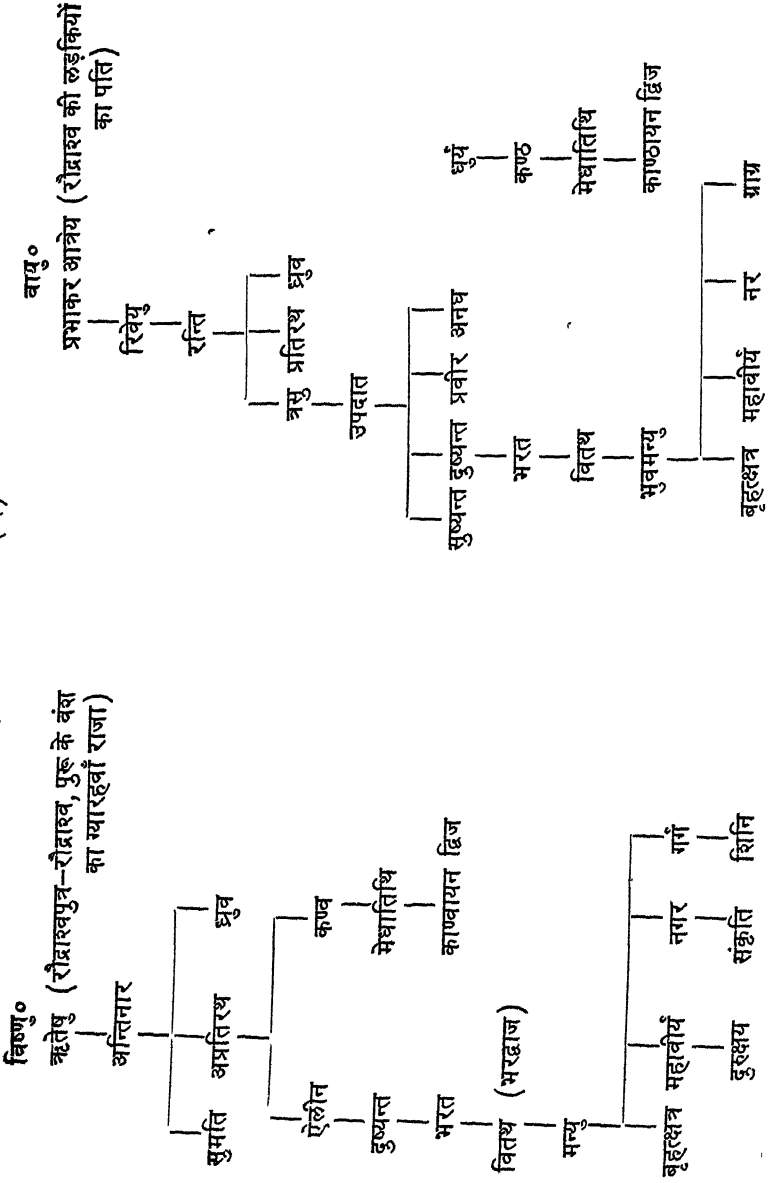 विष्णु०
ऋतेषु (रौद्राश्वपुत्र—रौद्राश्व, पुरू के वंश
का ग्यारहवाँ राजा)
अन्तिनार
सुमति अप्रतिरथ ध्रुव
ऐलीन कण्व
दुष्यन्त मेधातिथि
भरत काण्वायन द्विज
वितथ (भरद्वाज)
मन्यु
बृहत्क्षत्र महावीर्य नगर गर्ग
दुरुक्षय संकृति शिनि
वायु०
प्रभाकर आत्रेय (रौद्राश्व की लड़कियों
का पति)
रिवेयु
रन्ति
त्रसु प्रतिरथ ध्रुव
उपदात
सुष्यन्त दुष्यन्त प्रवीर अनघ धुर्य
भरत कण्ठ
वितथ मेधातिथि
भुवमन्यु काण्ठायन द्विज
बृहत्क्षत्र महावीर्य नर ग्राग्र